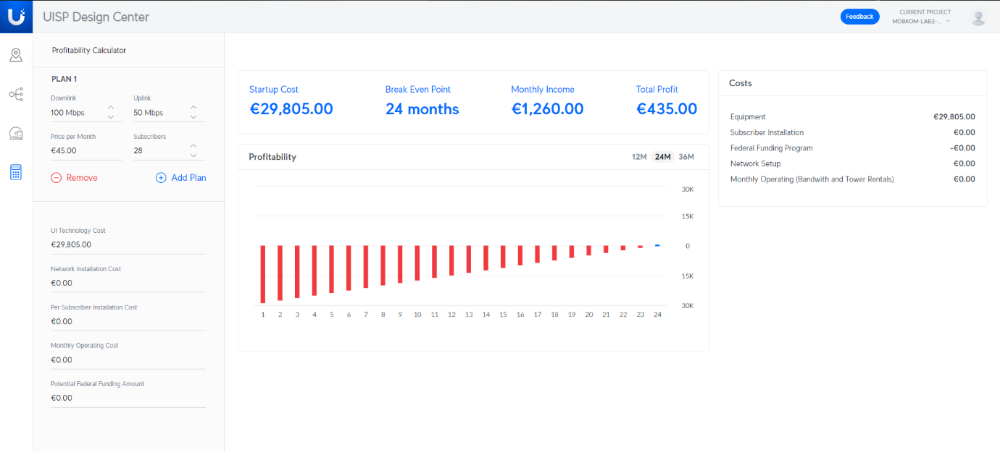 UISP Design Center
Feedback
CURRENT PROJECT
MOBKOM-LAB2-...
Profitability Calculator
PLAN 1
Downlink Uplink
100 Mbps 50 Mbps
Price per Month Subscribers
€45.00 28
Remove Add Plan
UI Technology Cost
€29,805.00
Network Installation Cost
€0.00
Per Subscriber Installation Cost
€0.00
Monthly Operating Cost
€0.00
Potential Federal Funding Amount
€0.00
Startup Cost Break Even Point Monthly Income Total Profit
€29,805.00 24 months €1,260.00 €435.00
Profitability 12M 24M 36M
30K
15K
0
15K
30K
1 2 3 4 5 6 7 8 9 10 11 12 13 14 15 16 17 18 19 20 21 22 23 24
Costs
Equipment €29,805.00
Subscriber Installation €0.00
Federal Funding Program -€0.00
Network Setup €0.00
Monthly Operating (Bandwith and Tower Rentals) €0.00